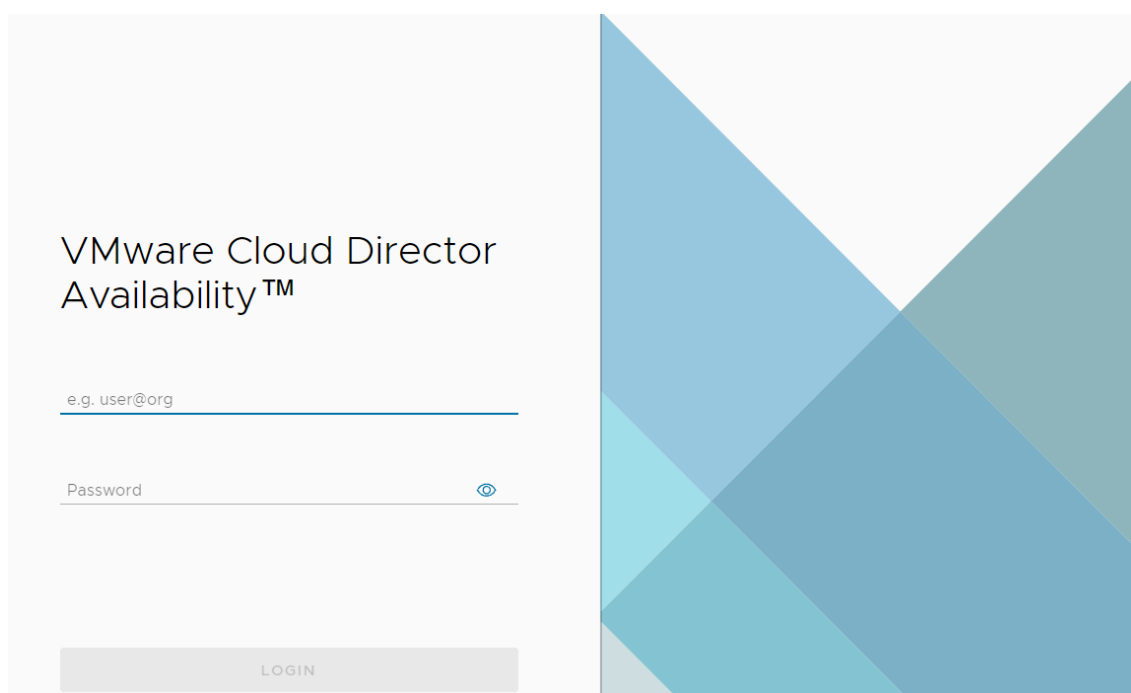 VMware Cloud Director
Availability™
e.g. user@org
Password
LOGIN